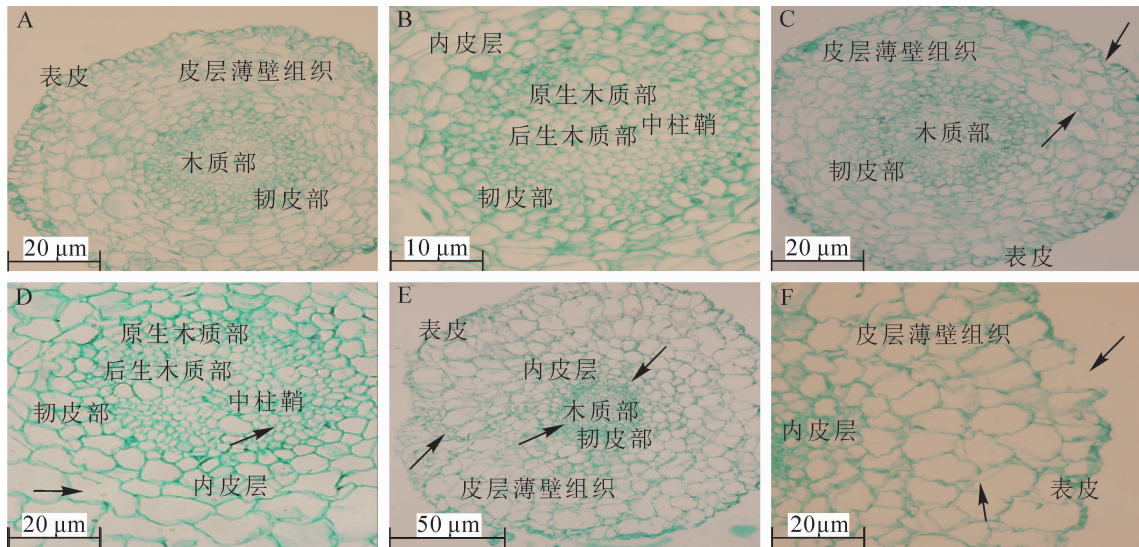 A
表皮
皮层薄壁组织
木质部
韧皮部
20 μm
B
内皮层
原生木质部
后生木质部
中柱鞘
韧皮部
10 μm
C
皮层薄壁组织
木质部
韧皮部
表皮
20 μm
D
原生木质部
后生木质部
中柱鞘
韧皮部
内皮层
20 μm
E
表皮
内皮层
木质部
韧皮部
皮层薄壁组织
50 μm
F
皮层薄壁组织
内皮层
表皮
20μm